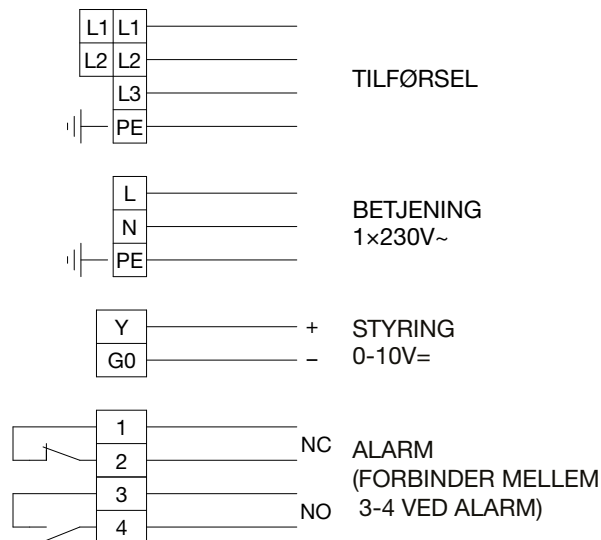 L1 L1
L2 L2
L3
PE
TILFØRSEL
L
N
PE
BETJENING
1×230V~
Y +
G0 –
STYRING
0-10V=
1
2
NC
3
4
NO
ALARM
(FORBINDER MELLEM
3-4 VED ALARM)